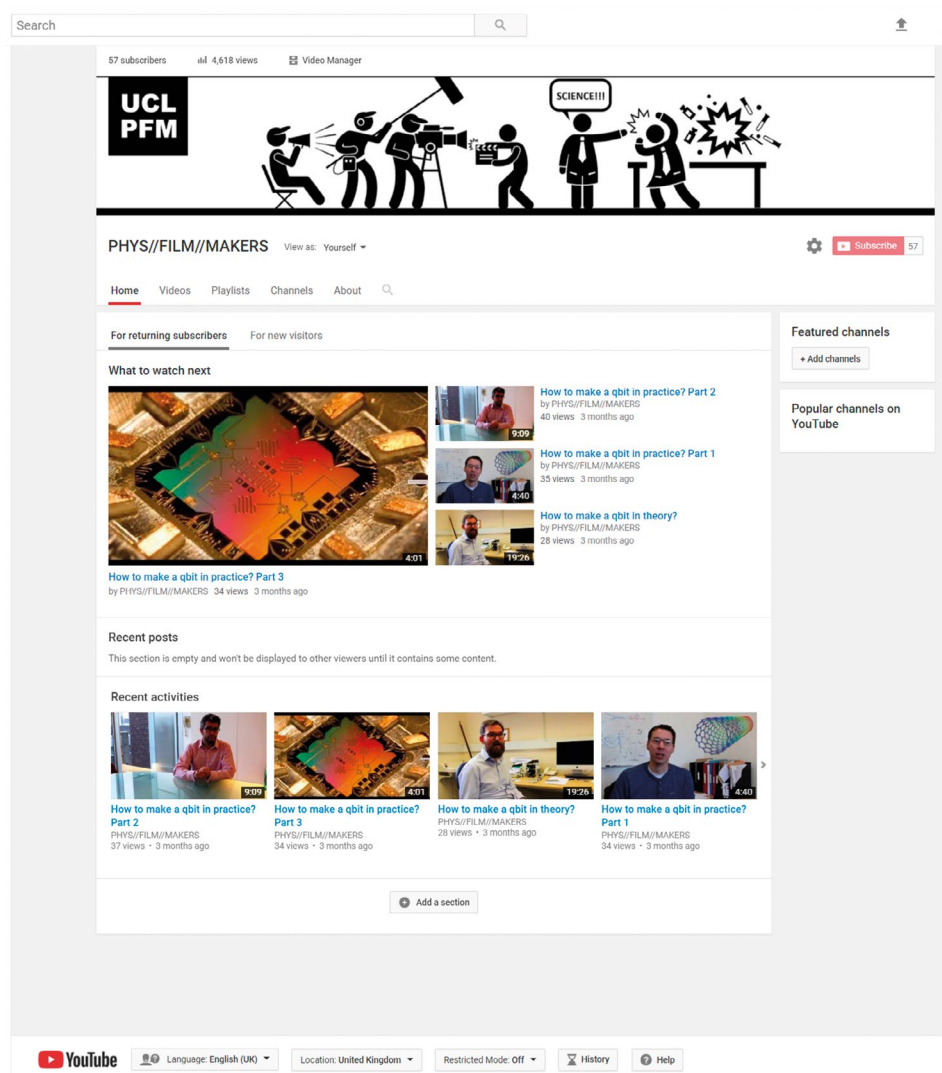 Search
57 subscribers 4,618 views Video Manager
UCL
PFM
SCIENCE!!!
PHYS//FILM//MAKERS View as: Yourself
Subscribe 57
Home Videos Playlists Channels About
For returning subscribers For new visitors
What to watch next
4:01
How to make a qbit in practice? Part 3
by PHYS//FILM//MAKERS 34 views 3 months ago
9:09
How to make a qbit in practice? Part 2
by PHYS//FILM//MAKERS
40 views 3 months ago
4:40
How to make a qbit in practice? Part 1
by PHYS//FILM//MAKERS
35 views 3 months ago
19:26
How to make a qbit in theory?
by PHYS//FILM//MAKERS
28 views 3 months ago
Featured channels
+ Add channels
Popular channels on
YouTube
Recent posts
This section is empty and won't be displayed to other viewers until it contains some content.
Recent activities
9:09
How to make a qbit in practice?
Part 2
PHYS//FILM//MAKERS
37 views • 3 months ago
4:01
How to make a qbit in practice?
Part 3
PHYS//FILM//MAKERS
34 views • 3 months ago
19:26
How to make a qbit in theory?
PHYS//FILM//MAKERS
28 views • 3 months ago
4:40
How to make a qbit in practice?
Part 1
PHYS//FILM//MAKERS
34 views • 3 months ago
Add a section
YouTube Language: English (UK) Location: United Kingdom Restricted Mode: Off History Help